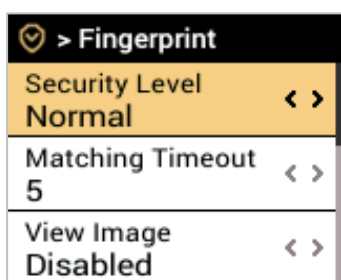 > Fingerprint
Security Level
Normal
Matching Timeout
5
View Image
Disabled